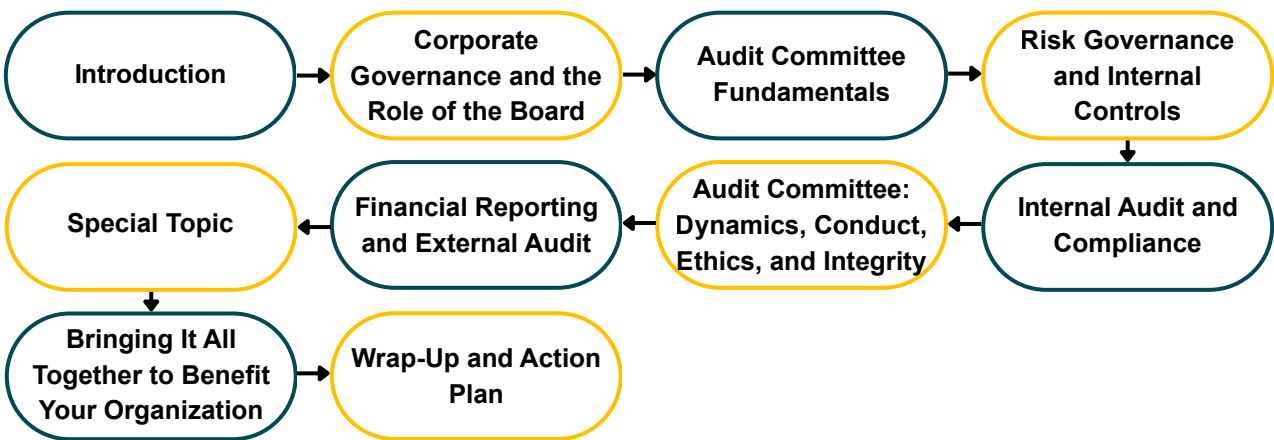 Introduction
Corporate
Governance and the
Role of the Board
Audit Committee
Fundamentals
Risk Governance
and Internal
Controls
Internal Audit and
Compliance
Audit Committee:
Dynamics, Conduct,
Ethics, and Integrity
Financial Reporting
and External Audit
Special Topic
Bringing It All
Together to Benefit
Your Organization
Wrap-Up and Action
Plan